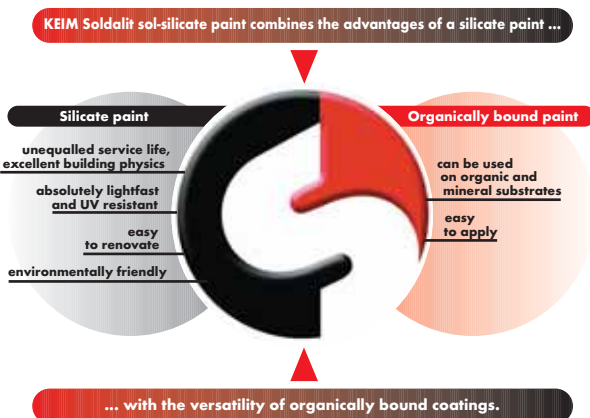 KEIM Soldalit sol-silicate paint combines the advantages of a silicate paint ...
Silicate paint
unequalled service life,
excellent building physics
absolutely lightfast
and UV resistant
easy
to renovate
environmentally friendly
Organically bound paint
can be used
on organic and
mineral substrates
easy
to apply
... with the versatility of organically bound coatings.